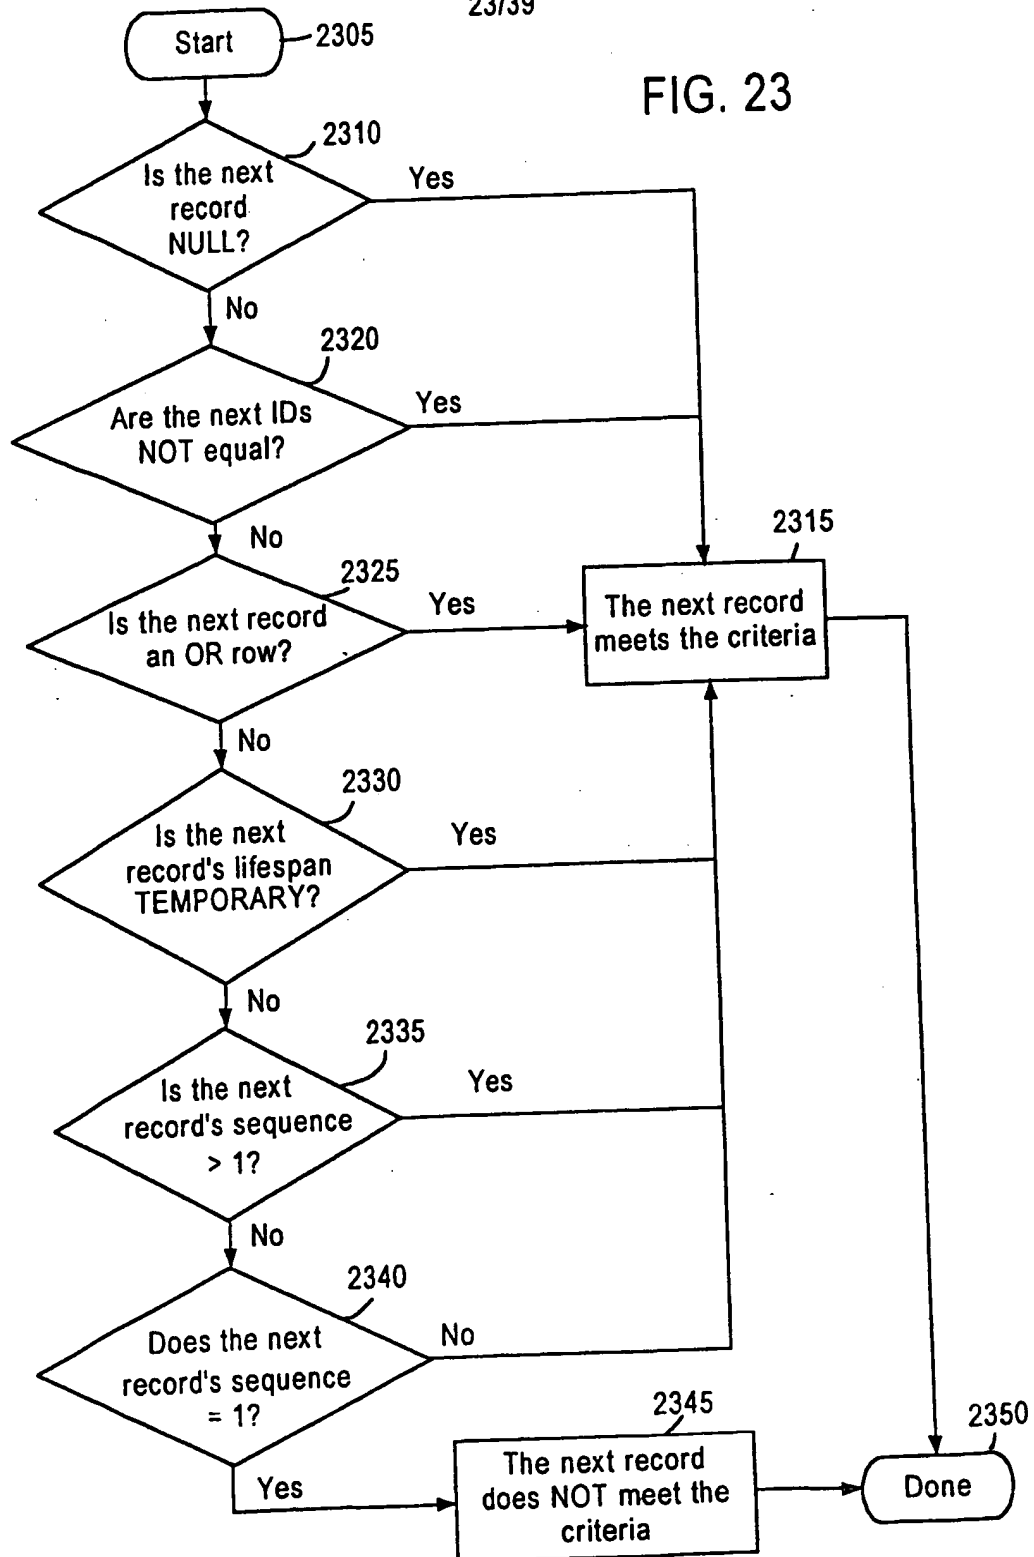 23/39
FIG. 23
Start
2305
2310
Is the next
record
NULL?
Yes
No
2320
Are the next IDs
NOT equal?
Yes
No
2315
The next record
meets the criteria
2325
Is the next record
an OR row?
Yes
No
2330
Is the next
record's lifespan
TEMPORARY?
Yes
No
2335
Is the next
record's sequence
> 1?
Yes
No
2340
Does the next
record's sequence
= 1?
No
Yes
2345
The next record
does NOT meet the
criteria
2350
Done